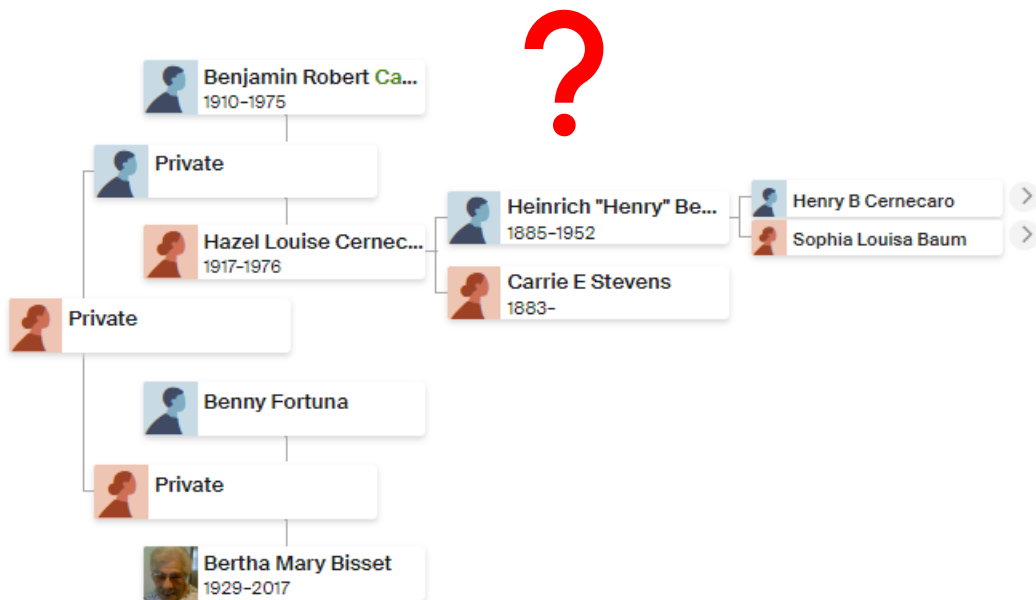 ?
Benjamin Robert Ca...
1910–1975
Private
Heinrich "Henry" Be...
1885–1952
Henry B Cernecaro
Sophia Louisa Baum
Hazel Louise Cernec...
1917–1976
Carrie E Stevens
1883–
Private
Benny Fortuna
Private
Bertha Mary Bisset
1929–2017